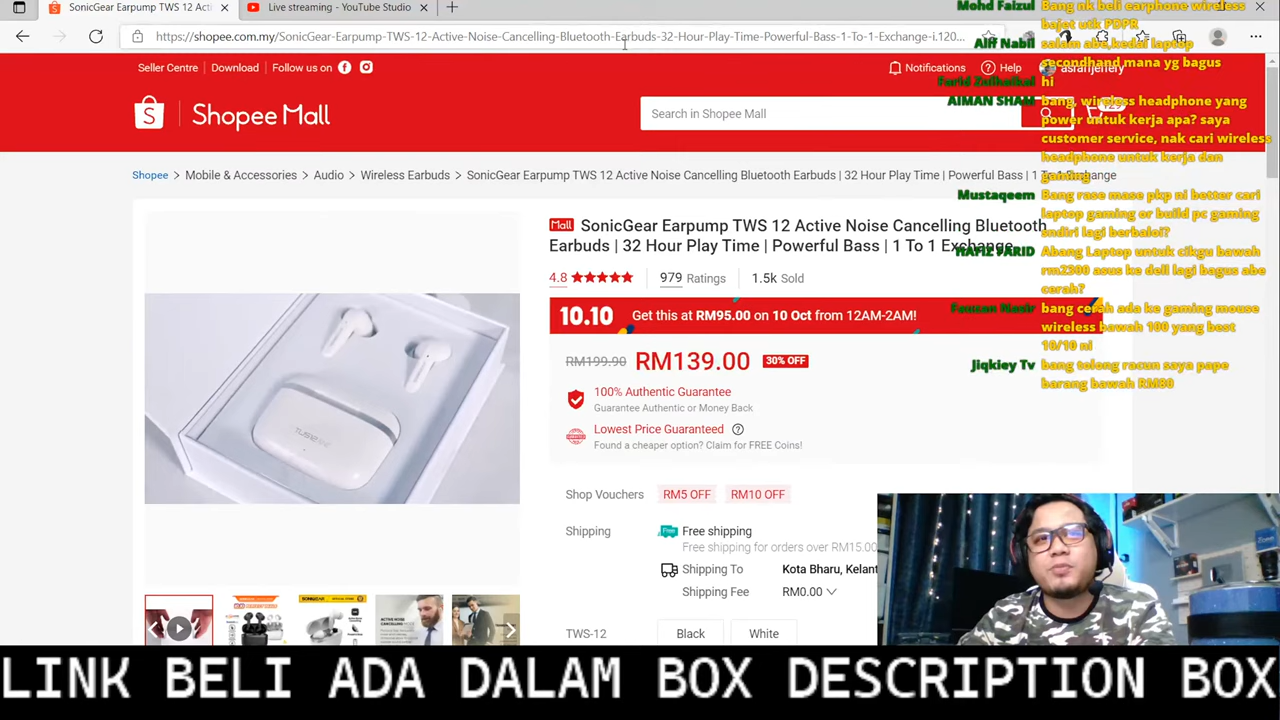 SonicGear Earpump TWS 12 Acti
Live streaming - YouTube Studio
https://shopee.com.my/SonicGear-Earpump-TWS-12-Active-Noise-Cancelling-Bluetooth-Earbuds-32-Hour-Play-Time-Powerful-Bass-1-To-1-Exchange-i.120...
Seller Centre
Download
Follow us on
Notifications
Help
asranjeffery
Shopee Mall
Search in Shopee Mall
129
Shopee > Mobile & Accessories > Audio > Wireless Earbuds > SonicGear Earpump TWS 12 Active Noise Cancelling Bluetooth Earbuds | 32 Hour Play Time | Powerful Bass | 1 To 1 Exchange
Mall SonicGear Earpump TWS 12 Active Noise Cancelling Bluetooth
Earbuds | 32 Hour Play Time | Powerful Bass | 1 To 1 Exchange
4.8
979 Ratings
1.5k Sold
10.10 Get this at RM95.00 on 10 Oct from 12AM-2AM!
RM199.90 RM139.00 30% OFF
100% Authentic Guarantee
Guarantee Authentic or Money Back
Lowest Price Guaranteed
Found a cheaper option? Claim for FREE Coins!
Shop Vouchers RM5 OFF RM10 OFF
Shipping Free shipping
Free shipping for orders over RM15.00
Shipping To Kota Bharu, Kelant
Shipping Fee RM0.00
TWS-12 Black White
Mohd Faizul Bang nk beli earphone wireless
bajet utk PDPR
Alif Nabil salam abe,kedai laptop
secondhand mana yg bagus
Farid Zulhaikal hi
AIMAN SHAM bang, wireless headphone yang
power untuk kerja apa? saya
customer service, nak cari wireless
headphone untuk kerja dan
gaming
Mustaqeem Bang rase mase pkp ni better cari
laptop gaming or build pc gaming
sndiri lagi berbaloi?
HAFIZ FARID Abang Laptop untuk cikgu bawah
rm2300 asus ke dell lagi bagus abe
cerah?
Fouzan Nasir bang cerah ada ke gaming mouse
wireless bawah 100 yang best
10/10 ni
Jiqkiey Tv bang tolong racun saya pape
barang bawah RM80
LINK BELI ADA DALAM BOX DESCRIPTION BOX